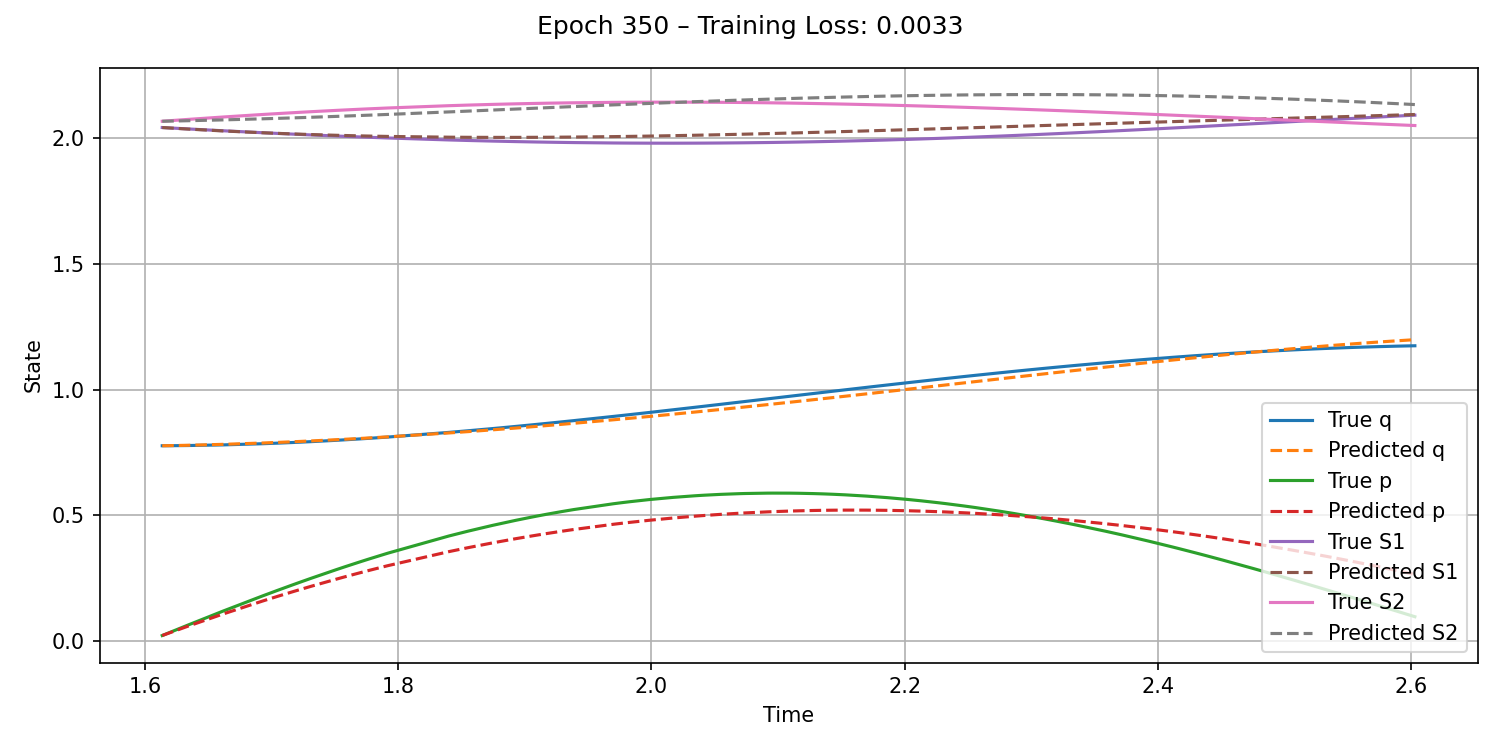 Epoch 350 – Training Loss: 0.0033
State
2.0
1.5
1.0
0.5
0.0
True q
Predicted q
True p
Predicted p
True S1
Predicted S1
True S2
Predicted S2
1.6 1.8 2.0 2.2 2.4 2.6
Time